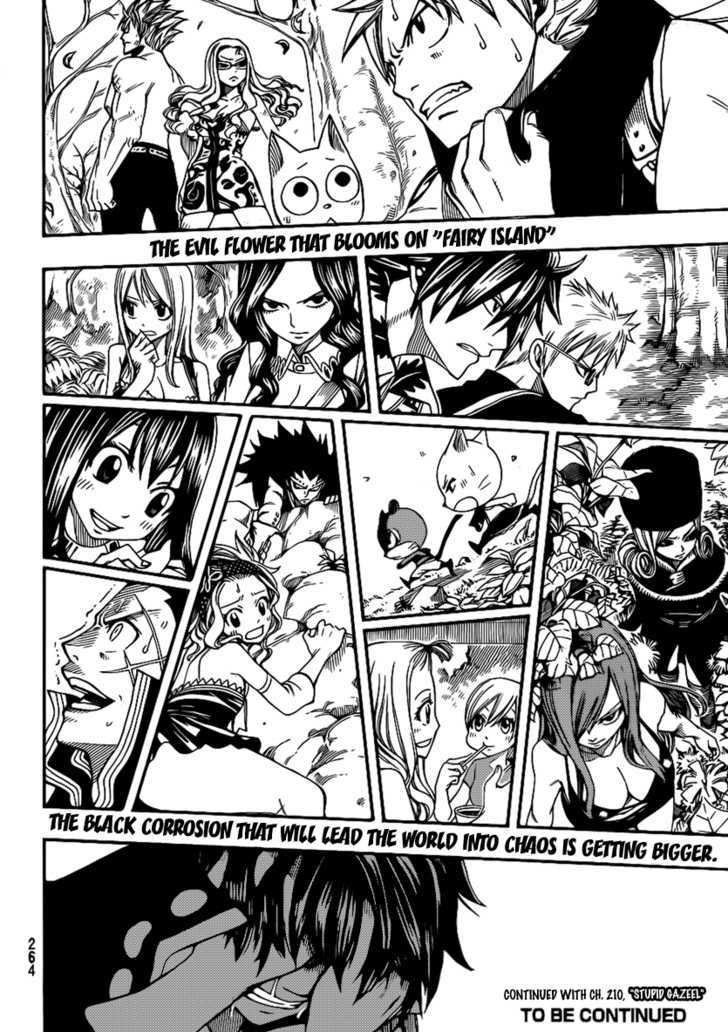 THE EVIL FLOWER THAT BLOOMS ON "FAIRY ISLAND"
THE BLACK CORROSION THAT WILL LEAD THE WORLD INTO CHAOS IS GETTING BIGGER.
264
CONTINUED WITH CH. 210, "STUPID GAZEEL"
TO BE CONTINUED